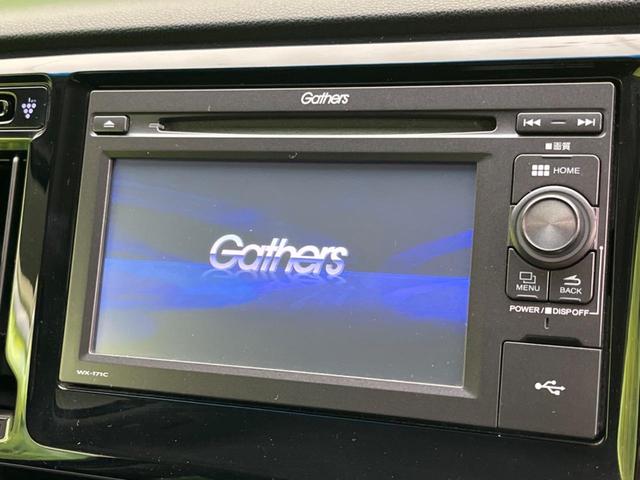 Gathers
■画質
HOME
Gathers
MENU
BACK
POWER/■DISP OFF
WX-171C